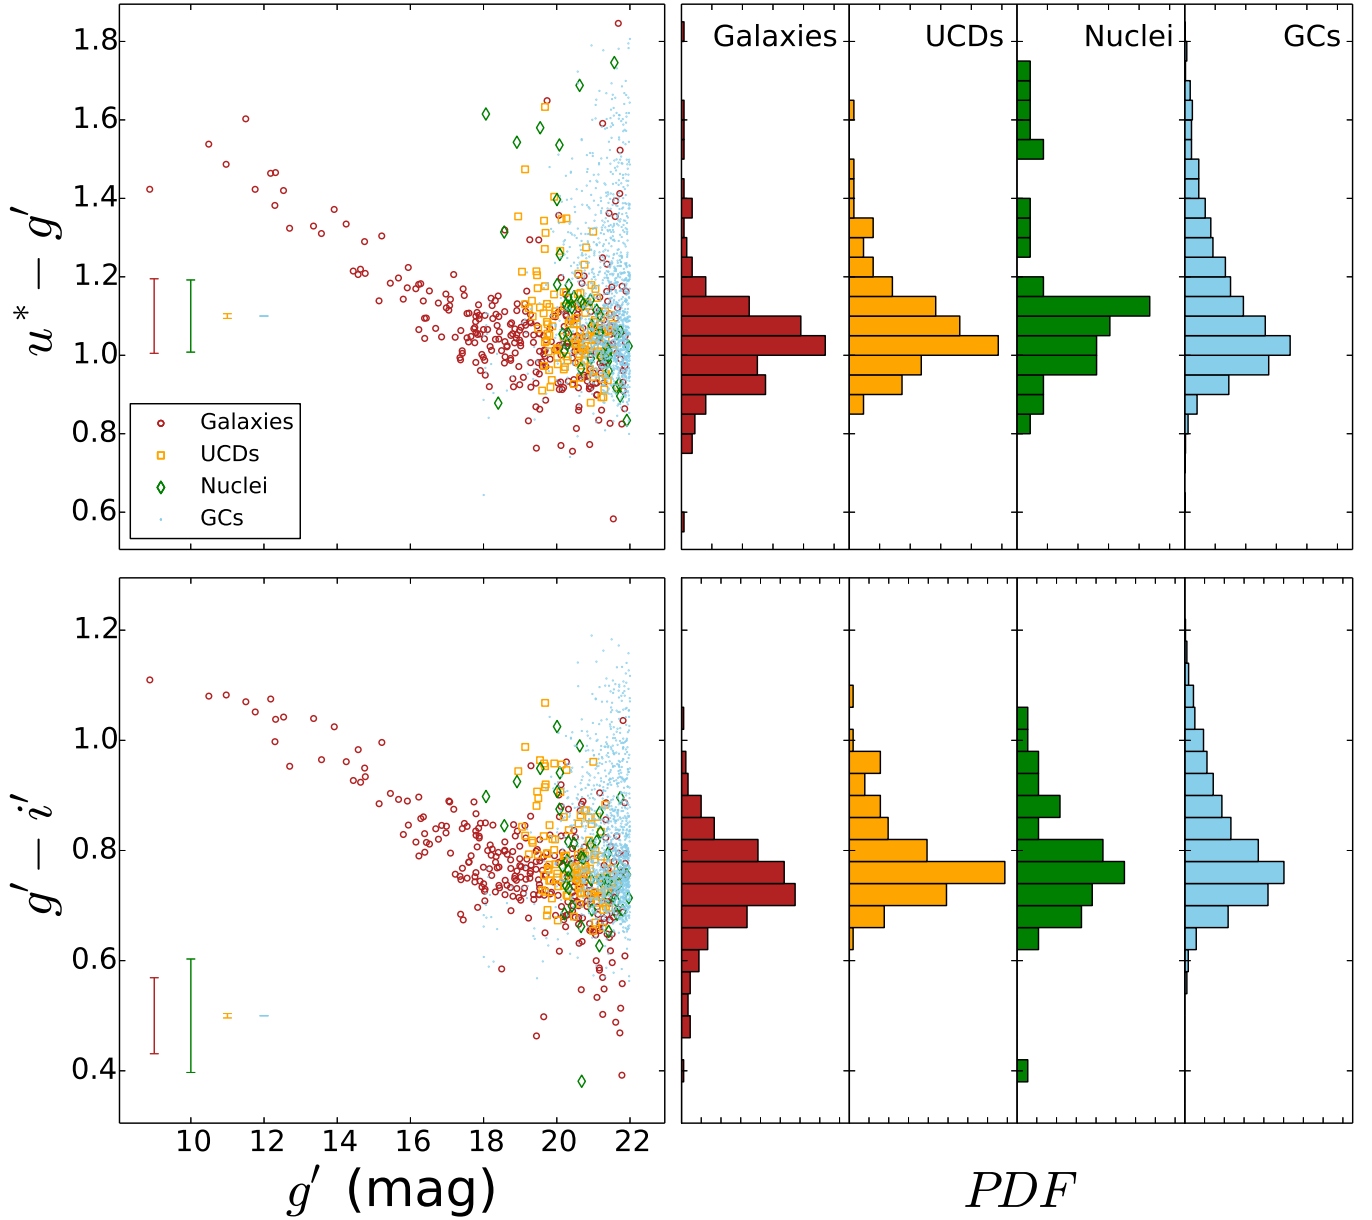 1.8
1.6
1.4
1.2
1.0
0.8
0.6
u* − g′
Galaxies
UCDs
Nuclei
GCs
Galaxies
UCDs
Nuclei
GCs
1.2
1.0
0.8
0.6
0.4
g′ − i′
10 12 14 16 18 20 22
g′ (mag)
PDF